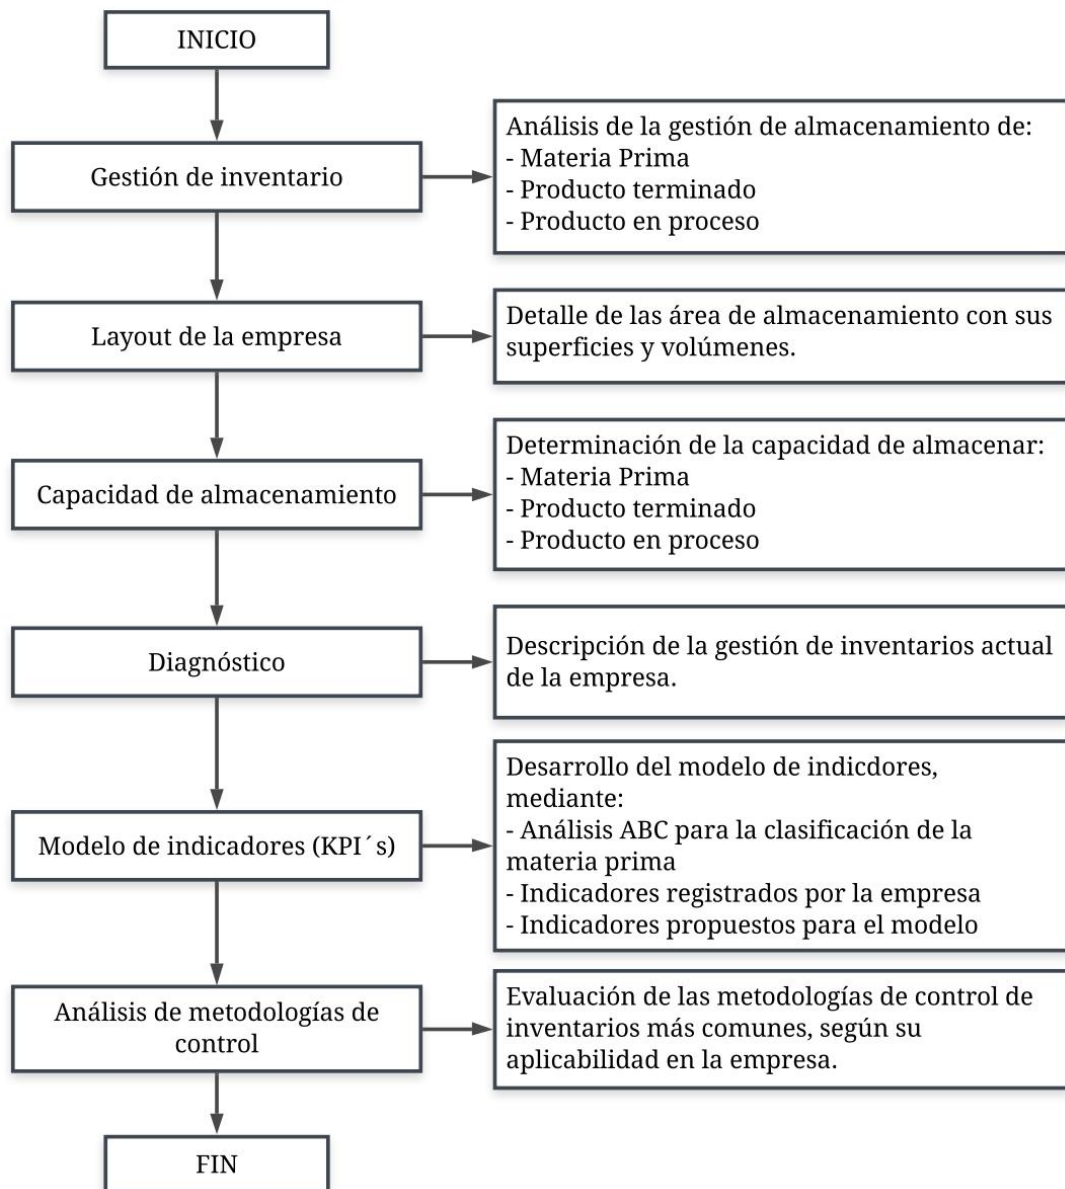 INICIO
Gestión de inventario
Análisis de la gestión de almacenamiento de:
- Materia Prima
- Producto terminado
- Producto en proceso
Layout de la empresa
Detalle de las área de almacenamiento con sus
superficies y volúmenes.
Capacidad de almacenamiento
Determinación de la capacidad de almacenar:
- Materia Prima
- Producto terminado
- Producto en proceso
Diagnóstico
Descripción de la gestión de inventarios actual
de la empresa.
Modelo de indicadores (KPI´s)
Desarrollo del modelo de indicdores,
mediante:
- Análisis ABC para la clasificación de la
materia prima
- Indicadores registrados por la empresa
- Indicadores propuestos para el modelo
Análisis de metodologías de
control
Evaluación de las metodologías de control de
inventarios más comunes, según su
aplicabilidad en la empresa.
FIN